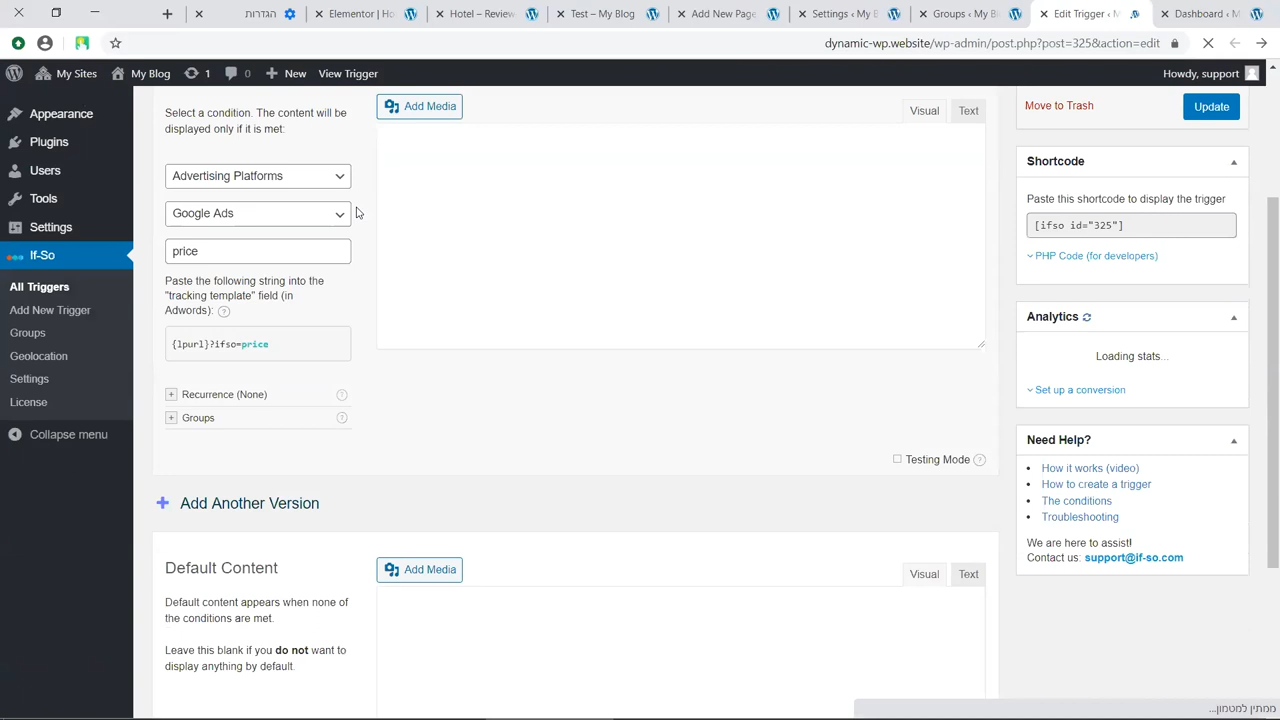 הגדרות
Elementor | Ho
Hotel – Review
Test – My Blog
Add New Page
Settings ‹ My B
Groups ‹ My B
Edit Trigger ‹ M
Dashboard ‹ M
dynamic-wp.website/wp-admin/post.php?post=325&action=edit
My Sites
My Blog
1
0
New
View Trigger
Howdy, support
Appearance
Plugins
Users
Tools
Settings
If-So
All Triggers
Add New Trigger
Groups
Geolocation
Settings
License
Collapse menu
Select a condition. The content will be
displayed only if it is met:
Advertising Platforms
Google Ads
price
Paste the following string into the
"tracking template" field (in
Adwords): ?
{lpurl}?ifso=price
+ Recurrence (None) ?
+ Groups ?
Add Media
Visual
Text
Testing Mode ?
+ Add Another Version
Default Content
Default content appears when none of
the conditions are met.
Leave this blank if you do not want to
display anything by default.
Add Media
Visual
Text
Move to Trash
Update
Shortcode
Paste this shortcode to display the trigger
[ifso id="325"]
PHP Code (for developers)
Analytics
Loading stats...
Set up a conversion
Need Help?
• How it works (video)
• How to create a trigger
• The conditions
• Troubleshooting
We are here to assist!
Contact us: support@if-so.com
ממתין למטמון...